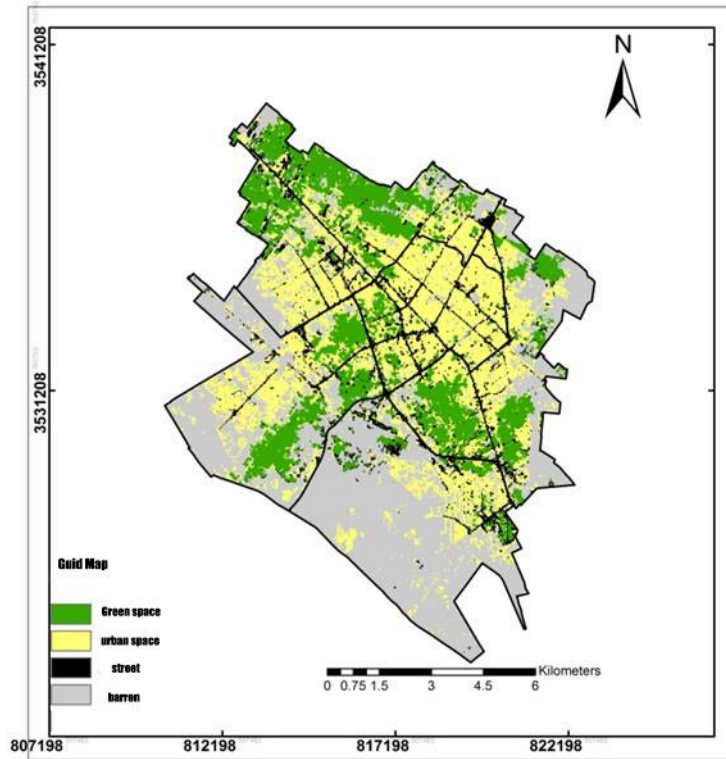 3541208
N
3531208
Guid Map
Green space
urban space
street
barren
Kilometers
0 0.75 1.5 3 4.5 6
807198 812198 817198 822198